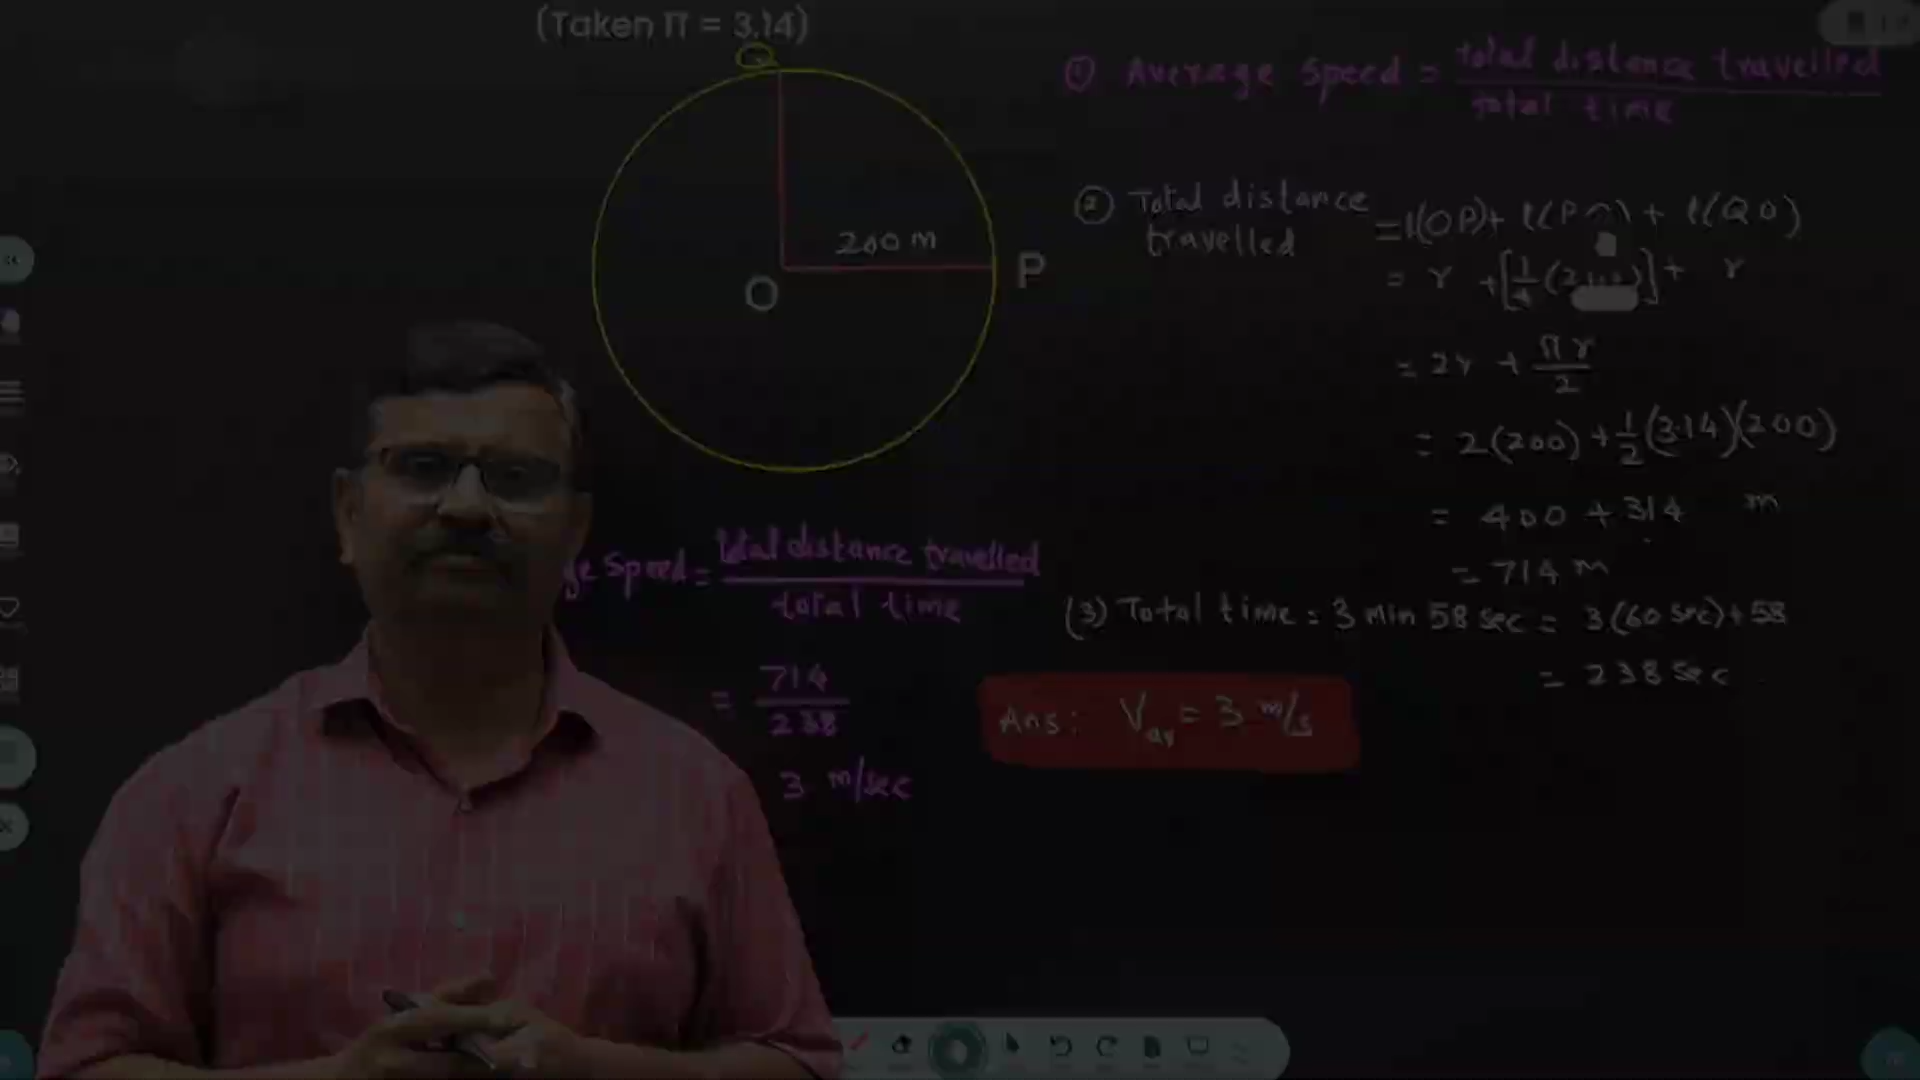 (Taken Π = 3.14)
Q
200 m
O
P
① Average Speed = total distance travelled / total time
② Total distance travelled = l(OP) + l(PQ) + l(QO)
= r + [1/4 (2πr)] + r
= 2r + πr/2
= 2(200) + 1/2 (3.14)(200)
= 400 + 314 m
= 714 m
(3) Total time = 3 min 58 sec = 3(60 sec) + 58
= 238 sec
ge Speed = total distance travelled / total time
= 714 / 238
3 m/sec
Ans: Vav = 3 m/s